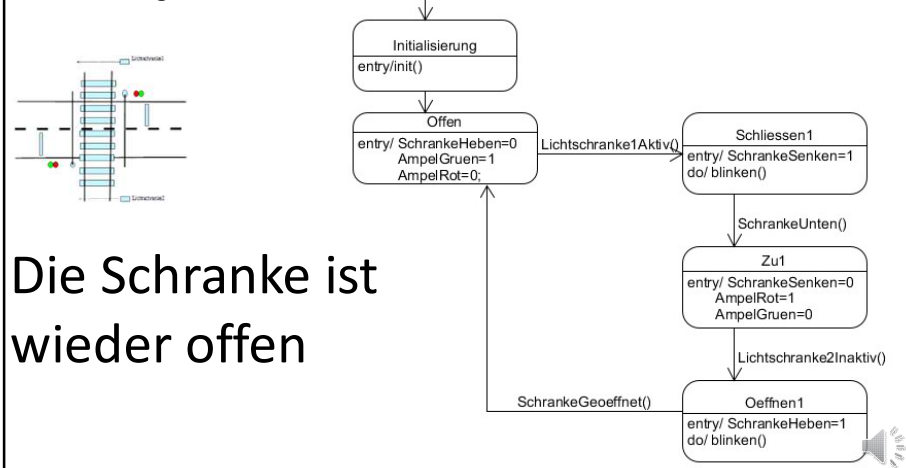 Initialisierung
entry/init()
Offen
entry/ SchrankeHeben=0
AmpelGruen=1
AmpelRot=0;
Lichtschranke1Aktiv()
Schliessen1
entry/ SchrankeSenken=1
do/ blinken()
SchrankeUnten()
Zu1
entry/ SchrankeSenken=0
AmpelRot=1
AmpelGruen=0
Lichtschranke2Inaktiv()
Oeffnen1
entry/ SchrankeHeben=1
do/ blinken()
SchrankeGeoeffnet()
Lichtschranke1
Lichtschranke2
Die Schranke ist
wieder offen